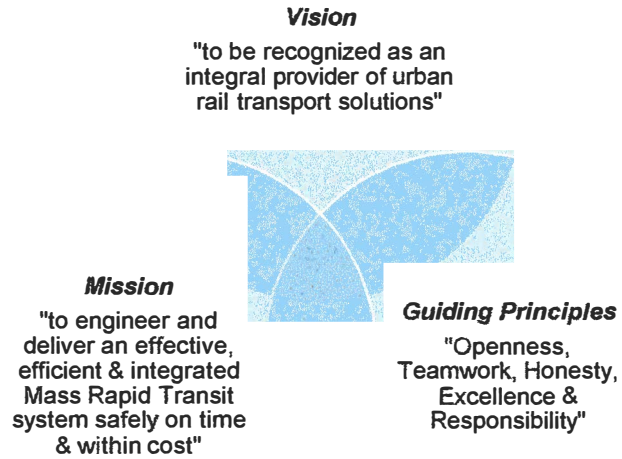 Vision
"to be recognized as an
integral provider of urban
rail transport solutions"
Mission
"to engineer and
deliver an effective,
efficient & integrated
Mass Rapid Transit
system safely on time
& within cost"
Guiding Principles
"Openness,
Teamwork, Honesty,
Excellence &
Responsibility"